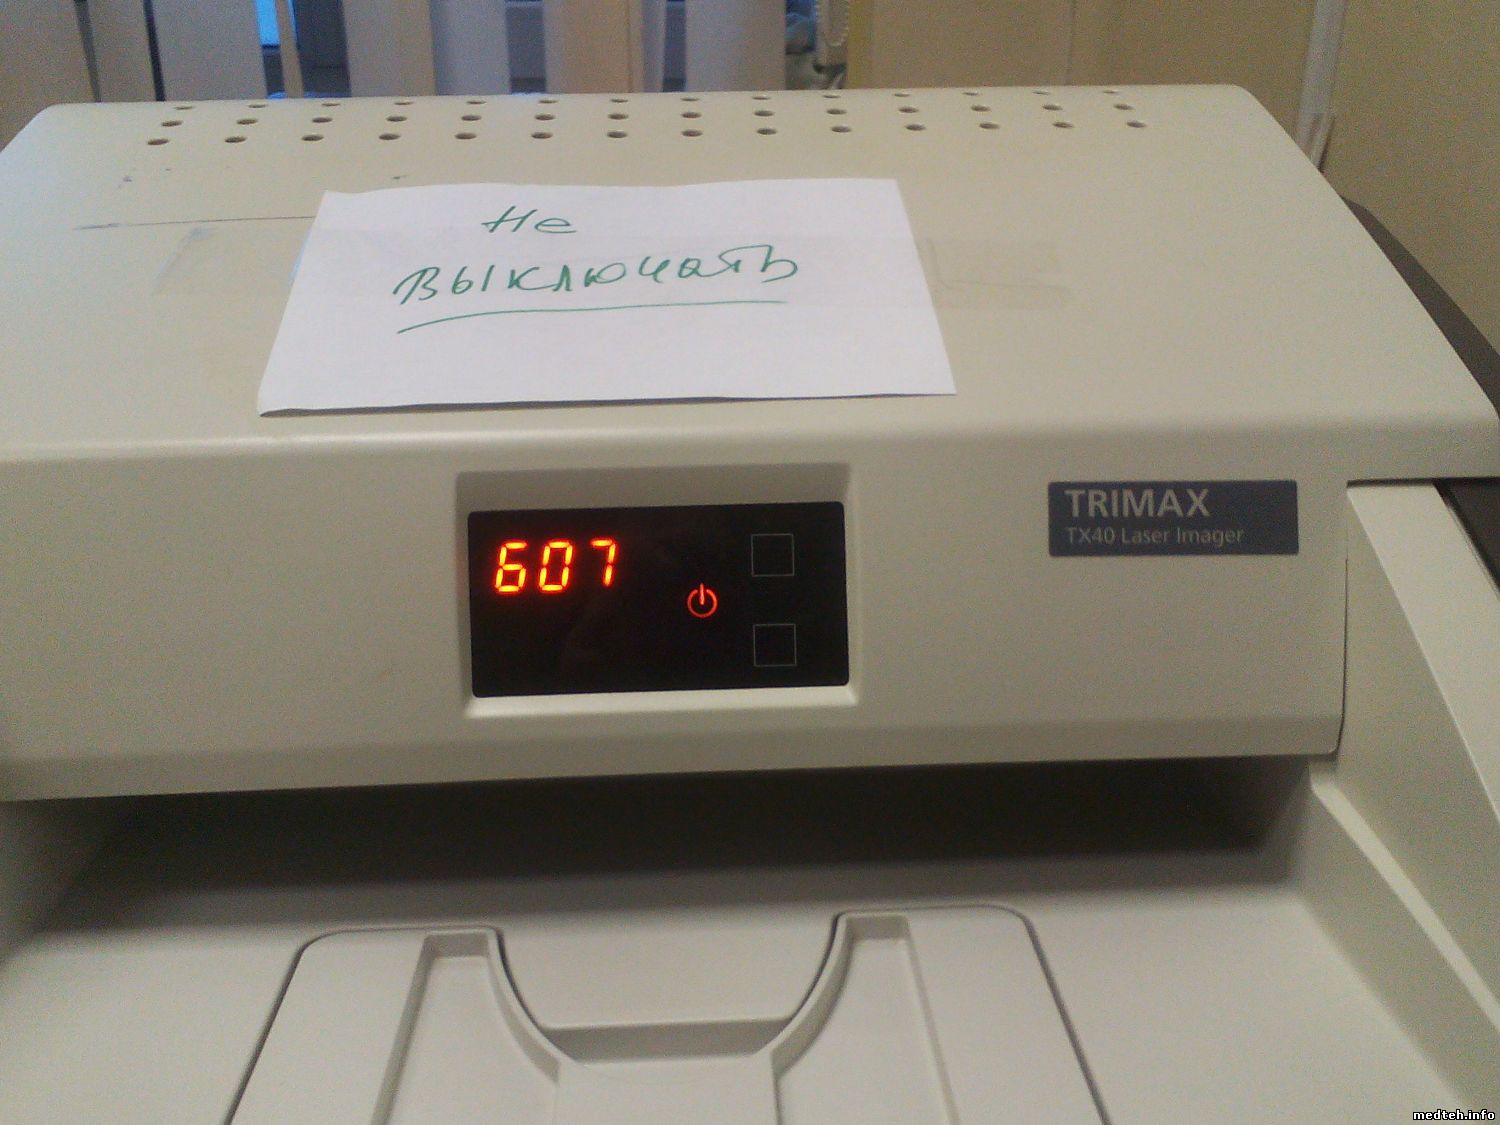 Не
выключать
607
TRIMAX
TX40 Laser Imager
medteh.info